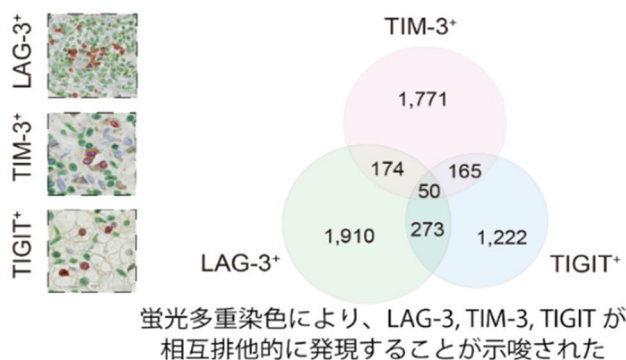 LAG-3⁺
TIM-3⁺
TIGIT⁺
TIM-3⁺
1,771
174
165
50
1,910
273
1,222
LAG-3⁺
TIGIT⁺
蛍光多重染色により、LAG-3, TIM-3, TIGIT が
相互排他的に発現することが示唆された